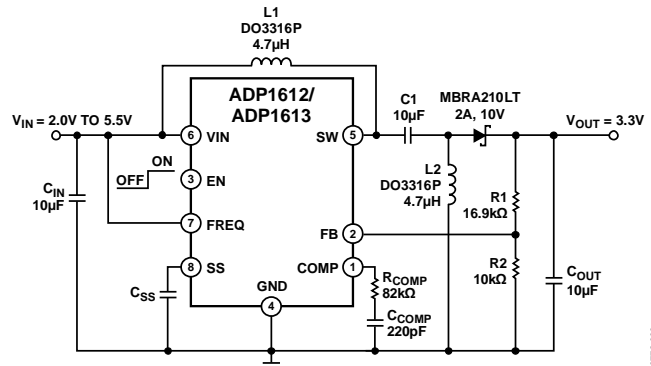 L1
DO3316P
4.7µH
ADP1612/
ADP1613
VIN = 2.0V TO 5.5V
6
VIN
SW
5
C1
10µF
MBRA210LT
2A, 10V
VOUT = 3.3V
CIN
10µF
ON
OFF
3
EN
L2
DO3316P
4.7µH
R1
16.9kΩ
7
FREQ
FB
2
8
SS
COMP
1
R2
10kΩ
COUT
10µF
CSS
GND
4
RCOMP
82kΩ
CCOMP
220pF